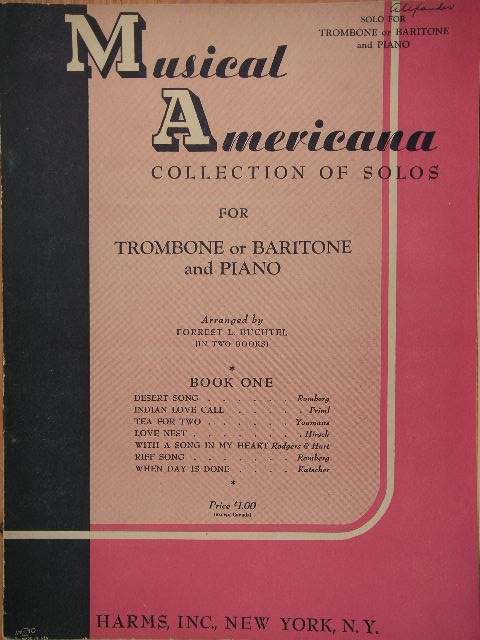 Alexander
SOLO FOR
TROMBONE or BARITONE
and PIANO
Musical
Americana
COLLECTION OF SOLOS
FOR
TROMBONE or BARITONE
and PIANO
Arranged by
FORREST L. BUCHTEL
(IN TWO BOOKS)
*
BOOK ONE
DESERT SONG . . . . . . . Romberg
INDIAN LOVE CALL . . . . . Friml
TEA FOR TWO . . . . . . Youmans
LOVE NEST . . . . . . . . Hirsch
WITH A SONG IN MY HEART Rodgers & Hart
RIFF SONG . . . . . . . Romberg
WHEN DAY IS DONE . . . . Katscher
*
Price $1.00
(except Canada)
HARMS, INC., NEW YORK, N. Y.